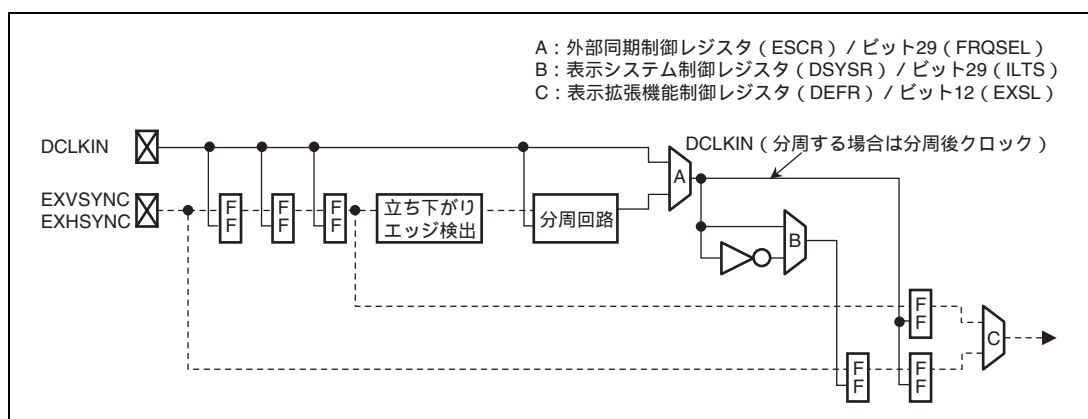 A：外部同期制御レジスタ（ESCR）/ ビット29（FRQSEL）
B：表示システム制御レジスタ（DSYSR）/ ビット29（ILTS）
C：表示拡張機能制御レジスタ（DEFR）/ ビット12（EXSL）
DCLKIN
DCLKIN（分周する場合は分周後クロック）
A
EXVSYNC
EXHSYNC
FF
FF
FF
立ち下がり
エッジ検出
分周回路
B
FF
C
FF
FF